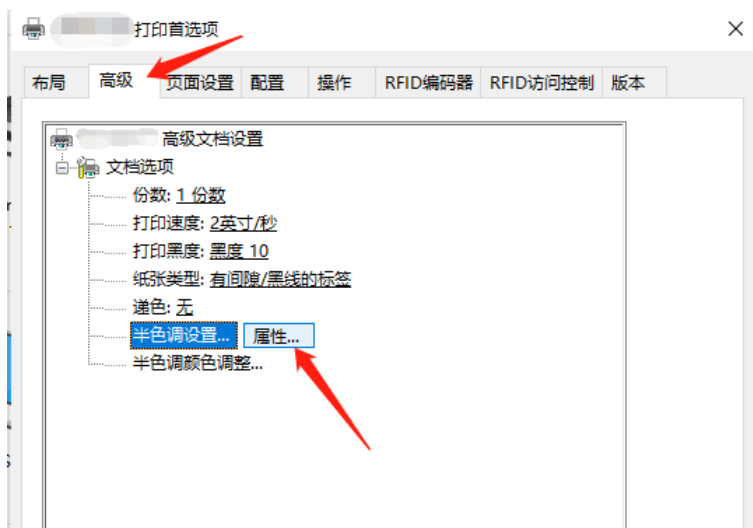 打印首选项
布局 高级 页面设置 配置 操作 RFID编码器 RFID访问控制 版本
高级文档设置
文档选项
份数: 1 份数
打印速度: 2英寸/秒
打印黑度: 黑度 10
纸张类型: 有间隙/黑线的标签
递色: 无
半色调设置... 属性...
半色调颜色调整...